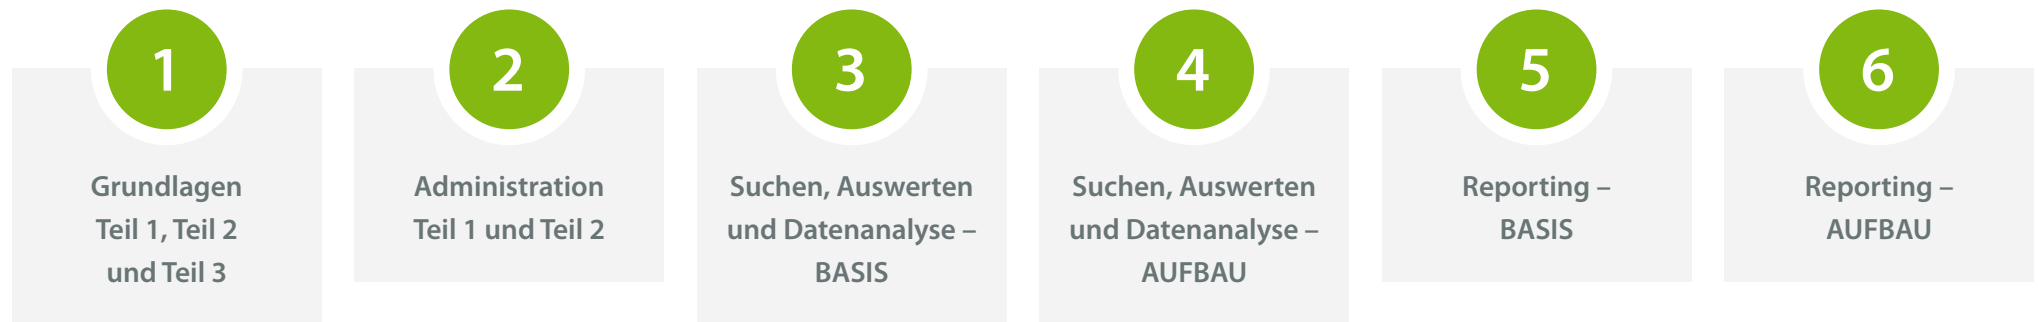 1
Grundlagen
Teil 1, Teil 2
und Teil 3
2
Administration
Teil 1 und Teil 2
3
Suchen, Auswerten
und Datenanalyse –
BASIS
4
Suchen, Auswerten
und Datenanalyse –
AUFBAU
5
Reporting –
BASIS
6
Reporting –
AUFBAU